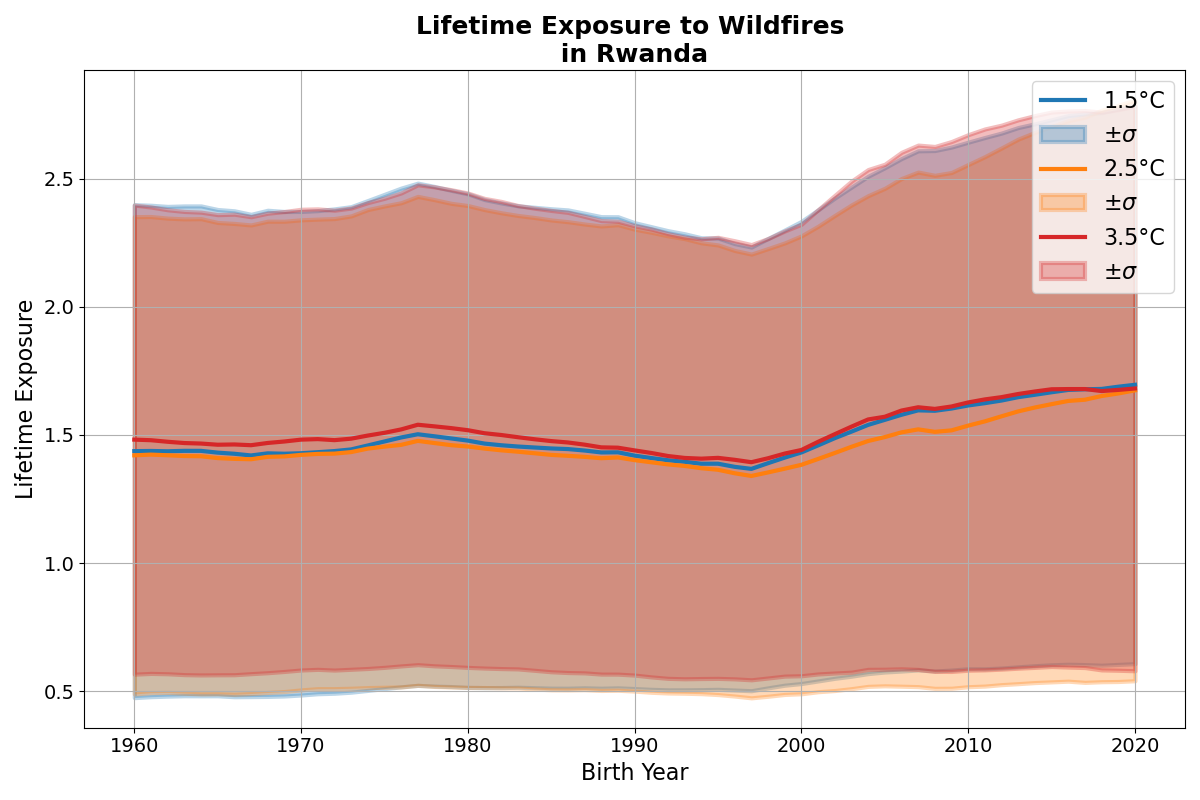 Lifetime Exposure to Wildfires
in Rwanda
Lifetime Exposure
2.5
2.0
1.5
1.0
0.5
1960
1970
1980
1990
2000
2010
2020
Birth Year
1.5°C
±σ
2.5°C
±σ
3.5°C
±σ